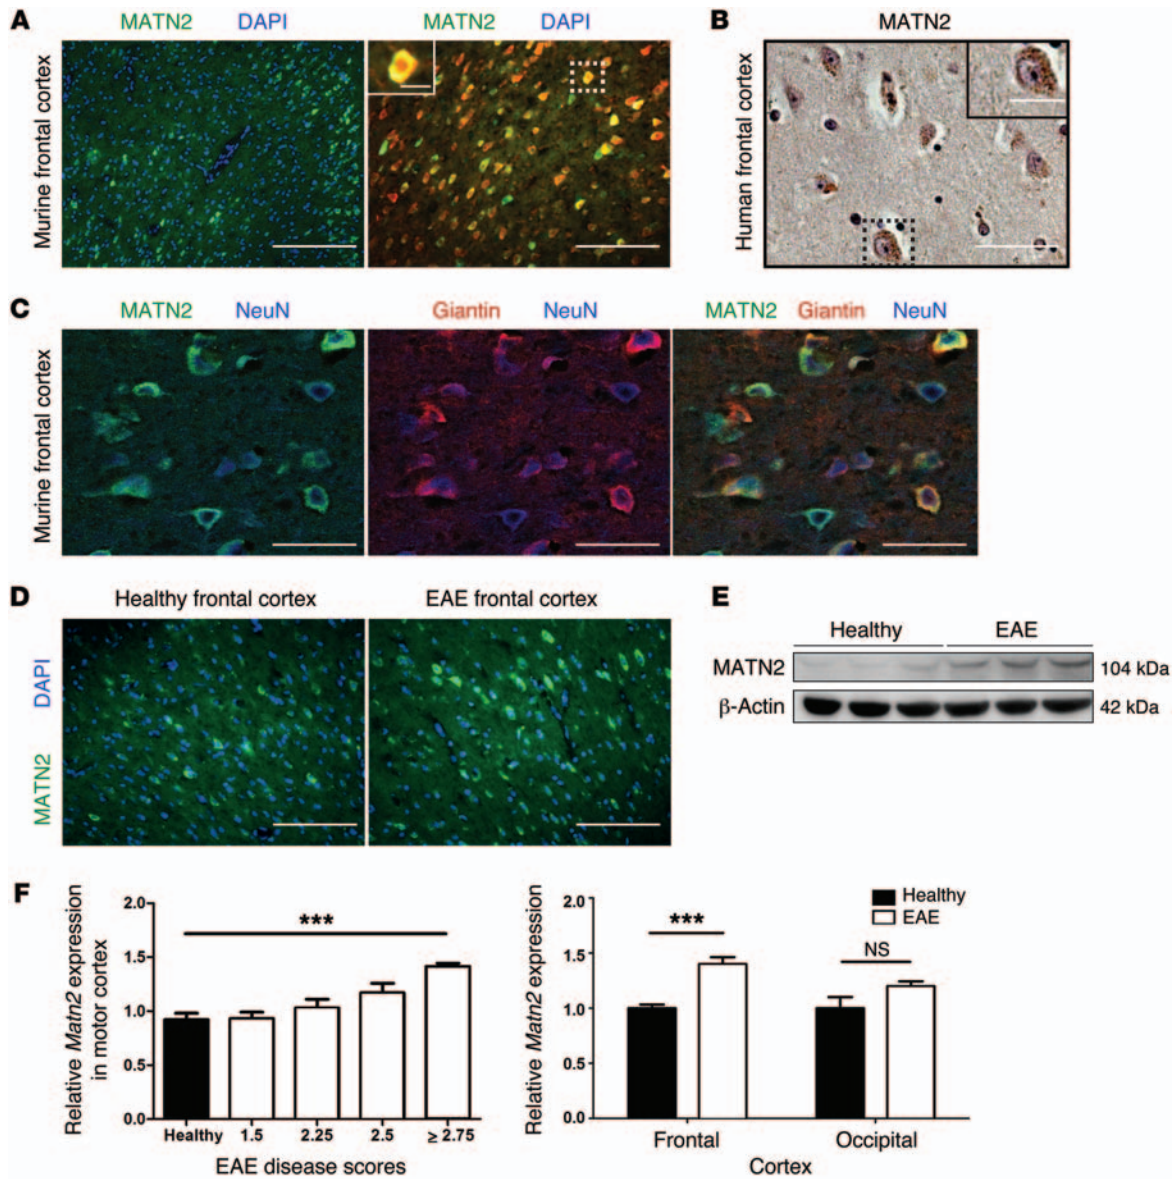 A
MATN2 DAPI
MATN2 DAPI
Murine frontal cortex
B
MATN2
Human frontal cortex
C
MATN2 NeuN
Giantin NeuN
MATN2 Giantin NeuN
Murine frontal cortex
D
Healthy frontal cortex
EAE frontal cortex
MATN2 DAPI
E
Healthy EAE
MATN2 104 kDa
β-Actin 42 kDa
F
Relative Matn2 expression
in motor cortex
2.0
1.5
1.0
0.5
0.0
***
Healthy 1.5 2.25 2.5 ≥ 2.75
EAE disease scores
Relative Matn2 expression
2.0
1.5
1.0
0.5
0.0
***
NS
Healthy
EAE
Frontal Occipital
Cortex